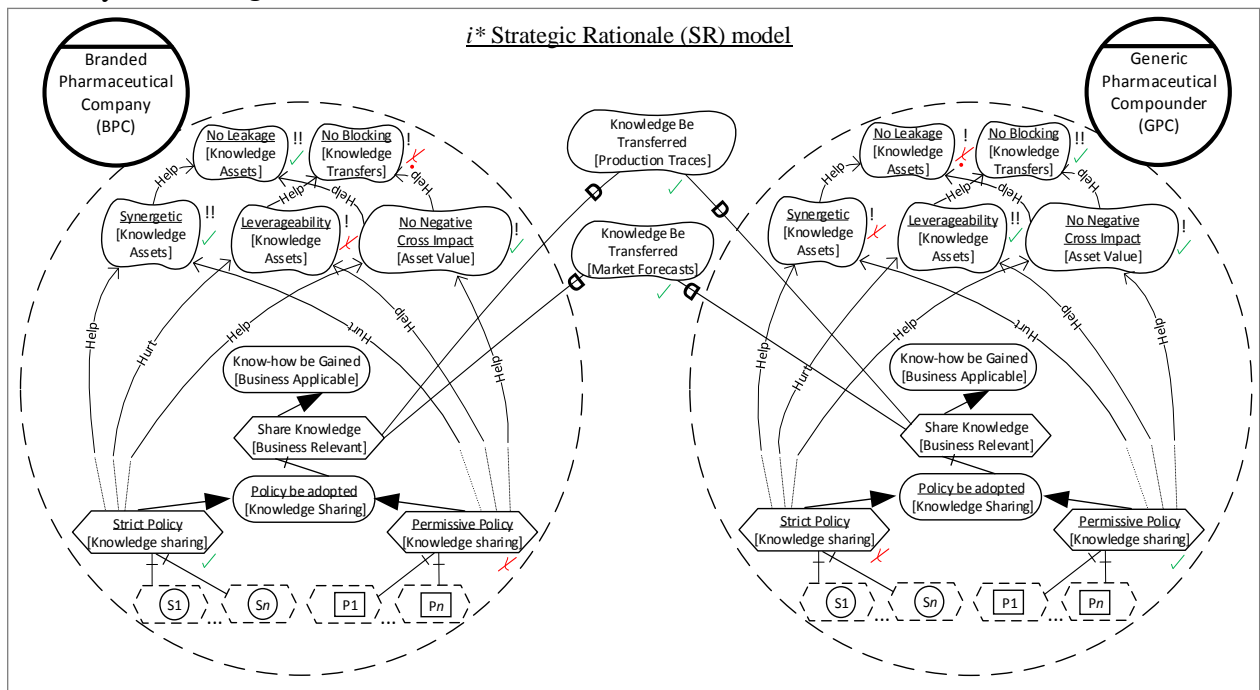 i* Strategic Rationale (SR) model
Branded
Pharmaceutical
Company
(BPC)
No Leakage
[Knowledge
Assets]
!!
No Blocking
[Knowledge
Transfers]
!
Help
Help
Help
Help
Synergetic
[Knowledge
Assets]
!!
Leverageability
[Knowledge
Assets]
!
No Negative
Cross Impact
[Asset Value]
!
Help
Hurt
Help
Hurt
Help
Help
Know-how be Gained
[Business Applicable]
Share Knowledge
[Business Relevant]
Policy be adopted
[Knowledge Sharing]
Strict Policy
[Knowledge sharing]
Permissive Policy
[Knowledge sharing]
S1
...
Sn
P1
...
Pn
Knowledge Be
Transferred
[Production Traces]
D
D
Knowledge Be
Transferred
[Market Forecasts]
D
D
Generic
Pharmaceutical
Compounder
(GPC)
No Leakage
[Knowledge
Assets]
!
No Blocking
[Knowledge
Transfers]
!!
Help
Help
Help
Help
Synergetic
[Knowledge
Assets]
!
Leverageability
[Knowledge
Assets]
!!
No Negative
Cross Impact
[Asset Value]
!
Help
Hurt
Help
Hurt
Help
Help
Know-how be Gained
[Business Applicable]
Share Knowledge
[Business Relevant]
Policy be adopted
[Knowledge Sharing]
Strict Policy
[Knowledge sharing]
Permissive Policy
[Knowledge sharing]
S1
...
Sn
P1
...
Pn